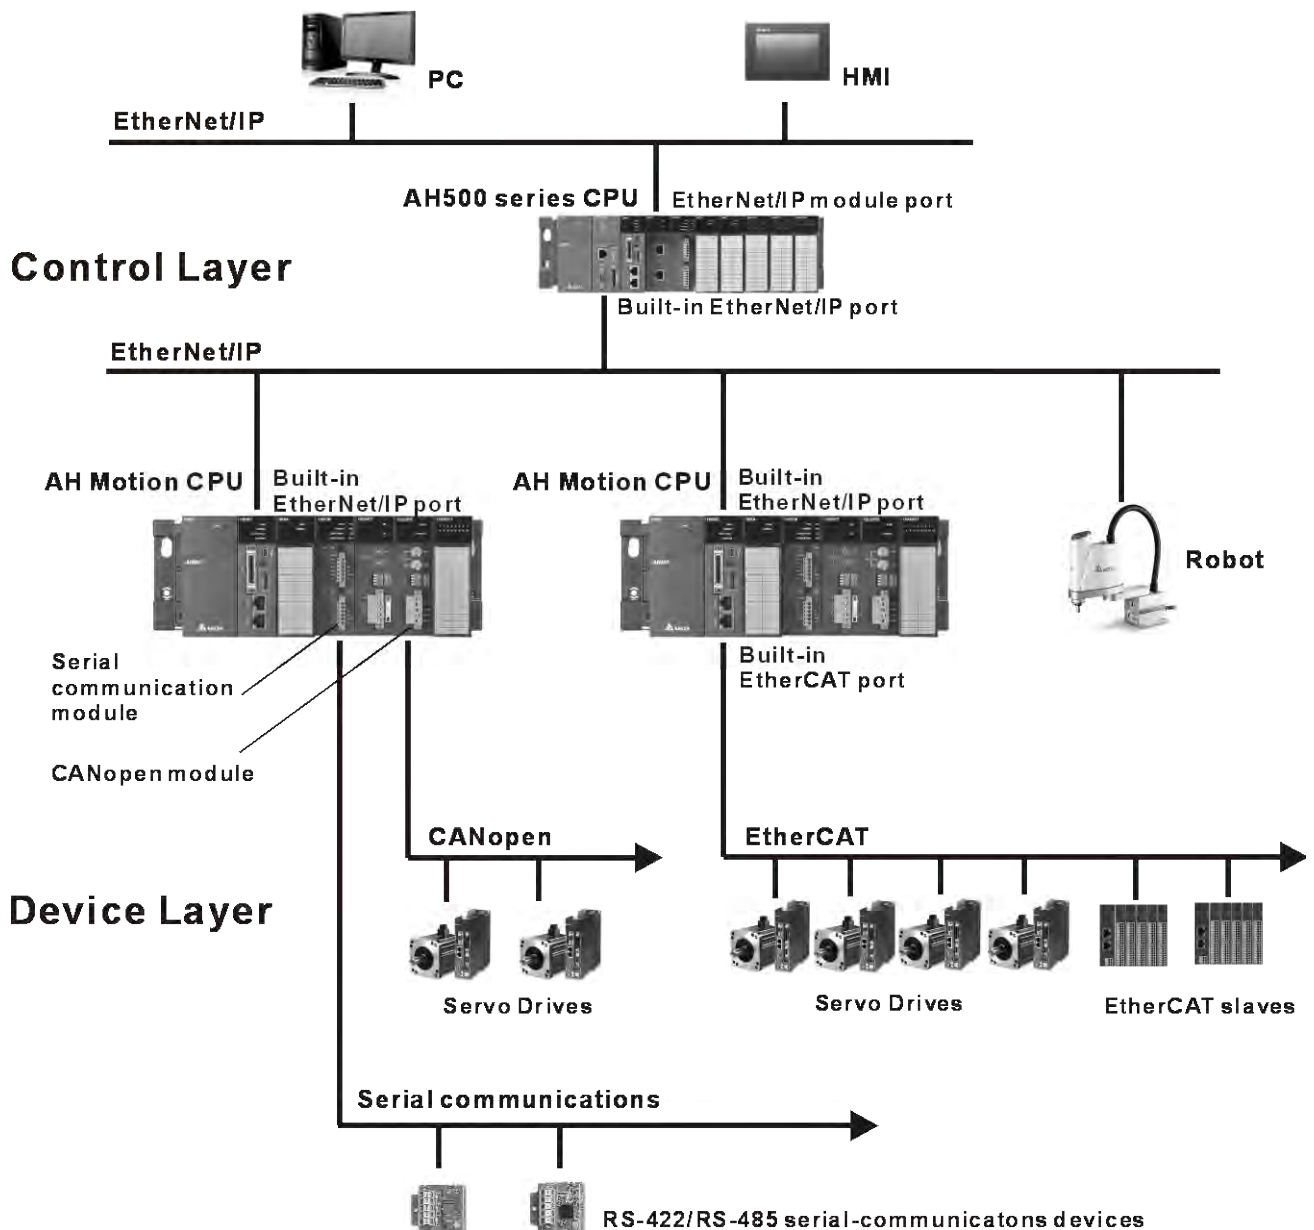 PC
HMI
EtherNet/IP
AH500 series CPU
EtherNet/IP module port
Control Layer
Built-in EtherNet/IP port
EtherNet/IP
AH Motion CPU
Built-in
EtherNet/IP port
AH Motion CPU
Built-in
EtherNet/IP port
Robot
Serial
communication
module
Built-in
EtherCAT port
CANopen module
CANopen
EtherCAT
Device Layer
Servo Drives
Servo Drives
EtherCAT slaves
Serial communications
RS-422/RS-485 serial-communicatons devices